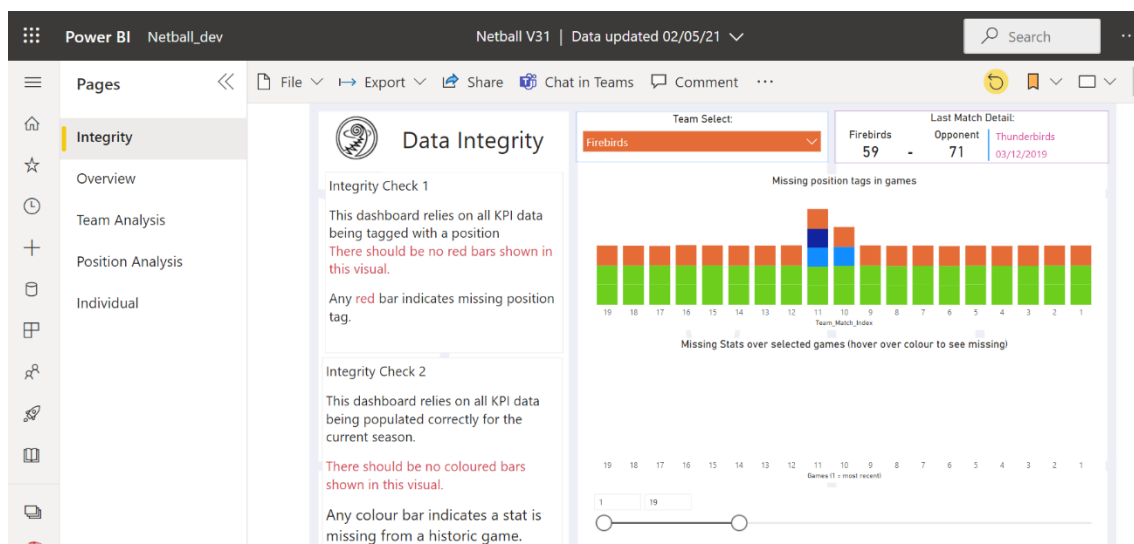 Power BI Netball_dev
Netball V31 | Data updated 02/05/21
Search
Pages
File
Export
Share
Chat in Teams
Comment
Integrity
Overview
Team Analysis
Position Analysis
Individual
Data Integrity
Integrity Check 1
This dashboard relies on all KPI data
being tagged with a position
There should be no red bars shown in
this visual.
Any red bar indicates missing position
tag.
Integrity Check 2
This dashboard relies on all KPI data
being populated correctly for the
current season.
There should be no coloured bars
shown in this visual.
Any colour bar indicates a stat is
missing from a historic game.
Team Select:
Firebirds
Last Match Detail:
Firebirds Opponent Thunderbirds
59 - 71 03/12/2019
Missing position tags in games
19 18 17 16 15 14 13 12 11 10 9 8 7 6 5 4 3 2 1
Team_Match_Index
Missing Stats over selected games (hover over colour to see missing)
19 18 17 16 15 14 13 12 11 10 9 8 7 6 5 4 3 2 1
Games (1 = most recent)
1 19